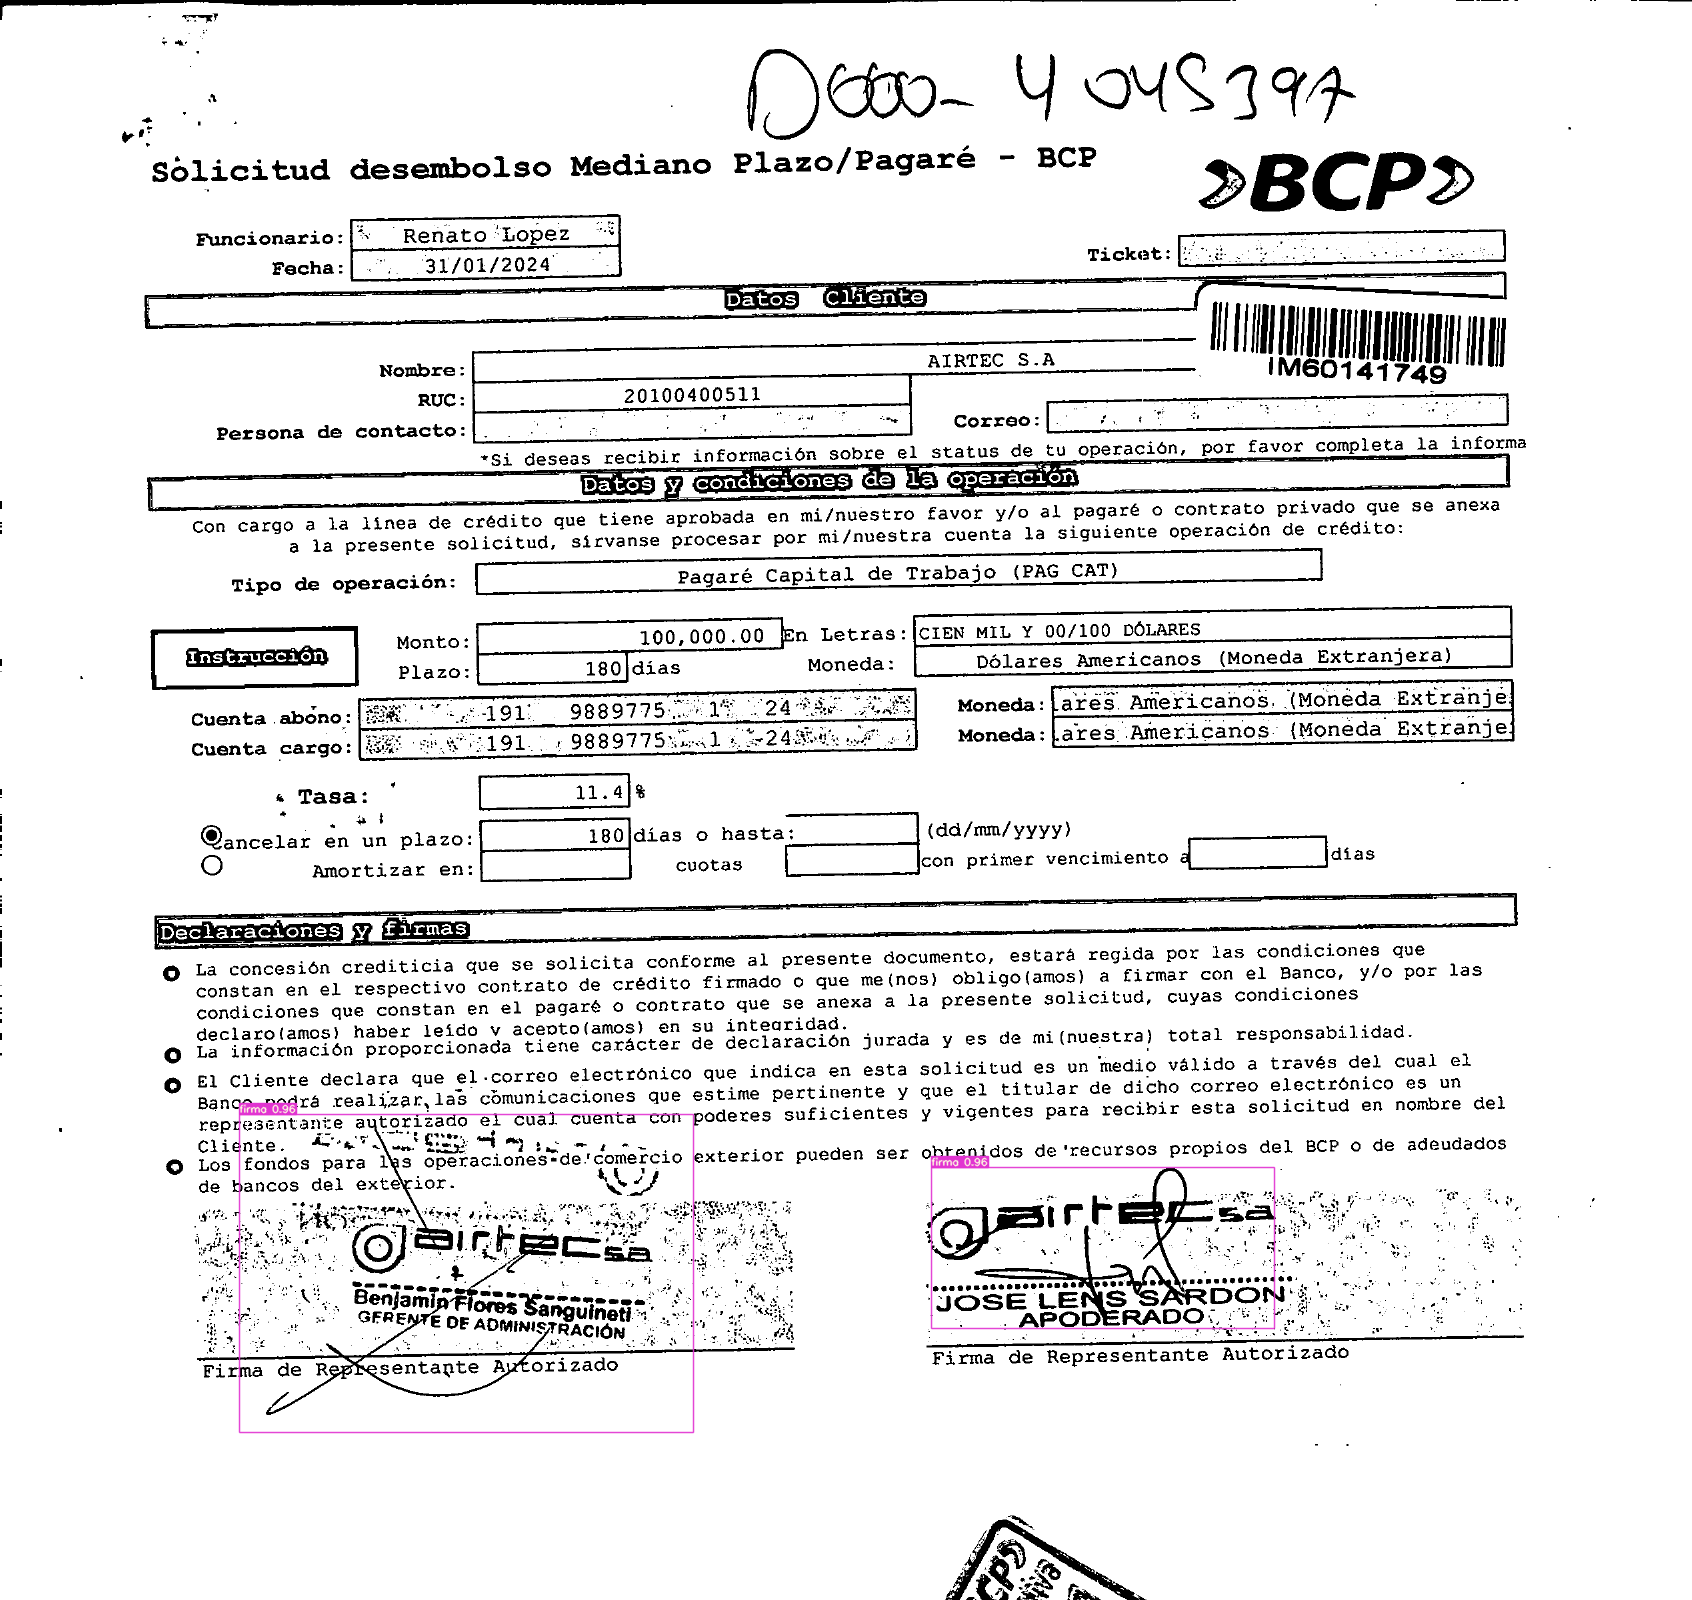 D000- 4045397
Solicitud desembolso Mediano Plazo/Pagaré - BCP
BCP
Funcionario: Renato Lopez
Fecha: 31/01/2024
Ticket:
Datos Cliente
IM60141749
Nombre: AIRTEC S.A
RUC: 20100400511
Persona de contacto:
Correo:
*Si deseas recibir información sobre el status de tu operación, por favor completa la informa
Datos y condiciones de la operación
Con cargo a la línea de crédito que tiene aprobada en mi/nuestro favor y/o al pagaré o contrato privado que se anexa
a la presente solicitud, sírvanse procesar por mi/nuestra cuenta la siguiente operación de crédito:
Tipo de operación: Pagaré Capital de Trabajo (PAG CAT)
Instrucción
Monto: 100,000.00 En Letras: CIEN MIL Y 00/100 DÓLARES
Plazo: 180 días Moneda: Dólares Americanos (Moneda Extranjera)
Cuenta abono: 191 9889775 1 24 Moneda: lares Americanos (Moneda Extranje
Cuenta cargo: 191 9889775 1 24 Moneda: lares Americanos (Moneda Extranje
Tasa: 11.4 %
Cancelar en un plazo: 180 días o hasta: (dd/mm/yyyy)
Amortizar en: cuotas con primer vencimiento a días
Declaraciones y firmas
La concesión crediticia que se solicita conforme al presente documento, estará regida por las condiciones que
constan en el respectivo contrato de crédito firmado o que me(nos) obligo(amos) a firmar con el Banco, y/o por las
condiciones que constan en el pagaré o contrato que se anexa a la presente solicitud, cuyas condiciones
declaro(amos) haber leído y acepto(amos) en su integridad.
La información proporcionada tiene carácter de declaración jurada y es de mi(nuestra) total responsabilidad.
El Cliente declara que el correo electrónico que indica en esta solicitud es un medio válido a través del cual el
Banco podrá realizar las comunicaciones que estime pertinente y que el titular de dicho correo electrónico es un
representante autorizado el cual cuenta con poderes suficientes y vigentes para recibir esta solicitud en nombre del
Cliente.
Los fondos para las operaciones de comercio exterior pueden ser obtenidos de recursos propios del BCP o de adeudados
de bancos del exterior.
firma 0.96
firma 0.96
airtec sa
Benjamin Flores Sanguineti
GERENTE DE ADMINISTRACIÓN
Firma de Representante Autorizado
airtec sa
JOSE LENS SARDON
APODERADO
Firma de Representante Autorizado
BCP